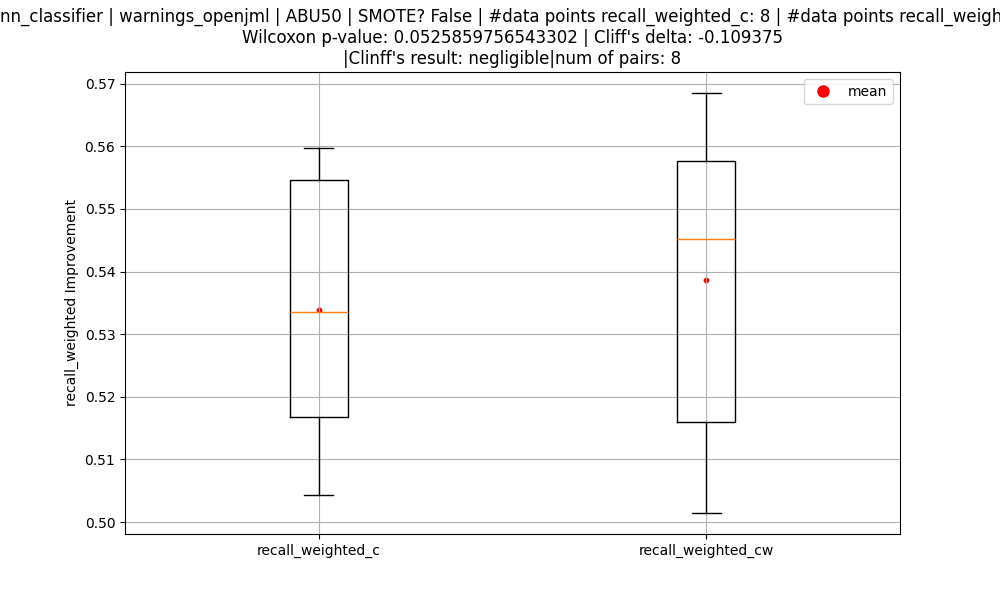 nn_classifier | warnings_openjml | ABU50 | SMOTE? False | #data points recall_weighted_c: 8 | #data points recall_weigh
Wilcoxon p-value: 0.0525859756543302 | Cliff's delta: -0.109375
|Clinff's result: negligible|num of pairs: 8
mean
0.57
0.56
0.55
0.54
0.53
0.52
0.51
0.50
recall_weighted Improvement
recall_weighted_c
recall_weighted_cw